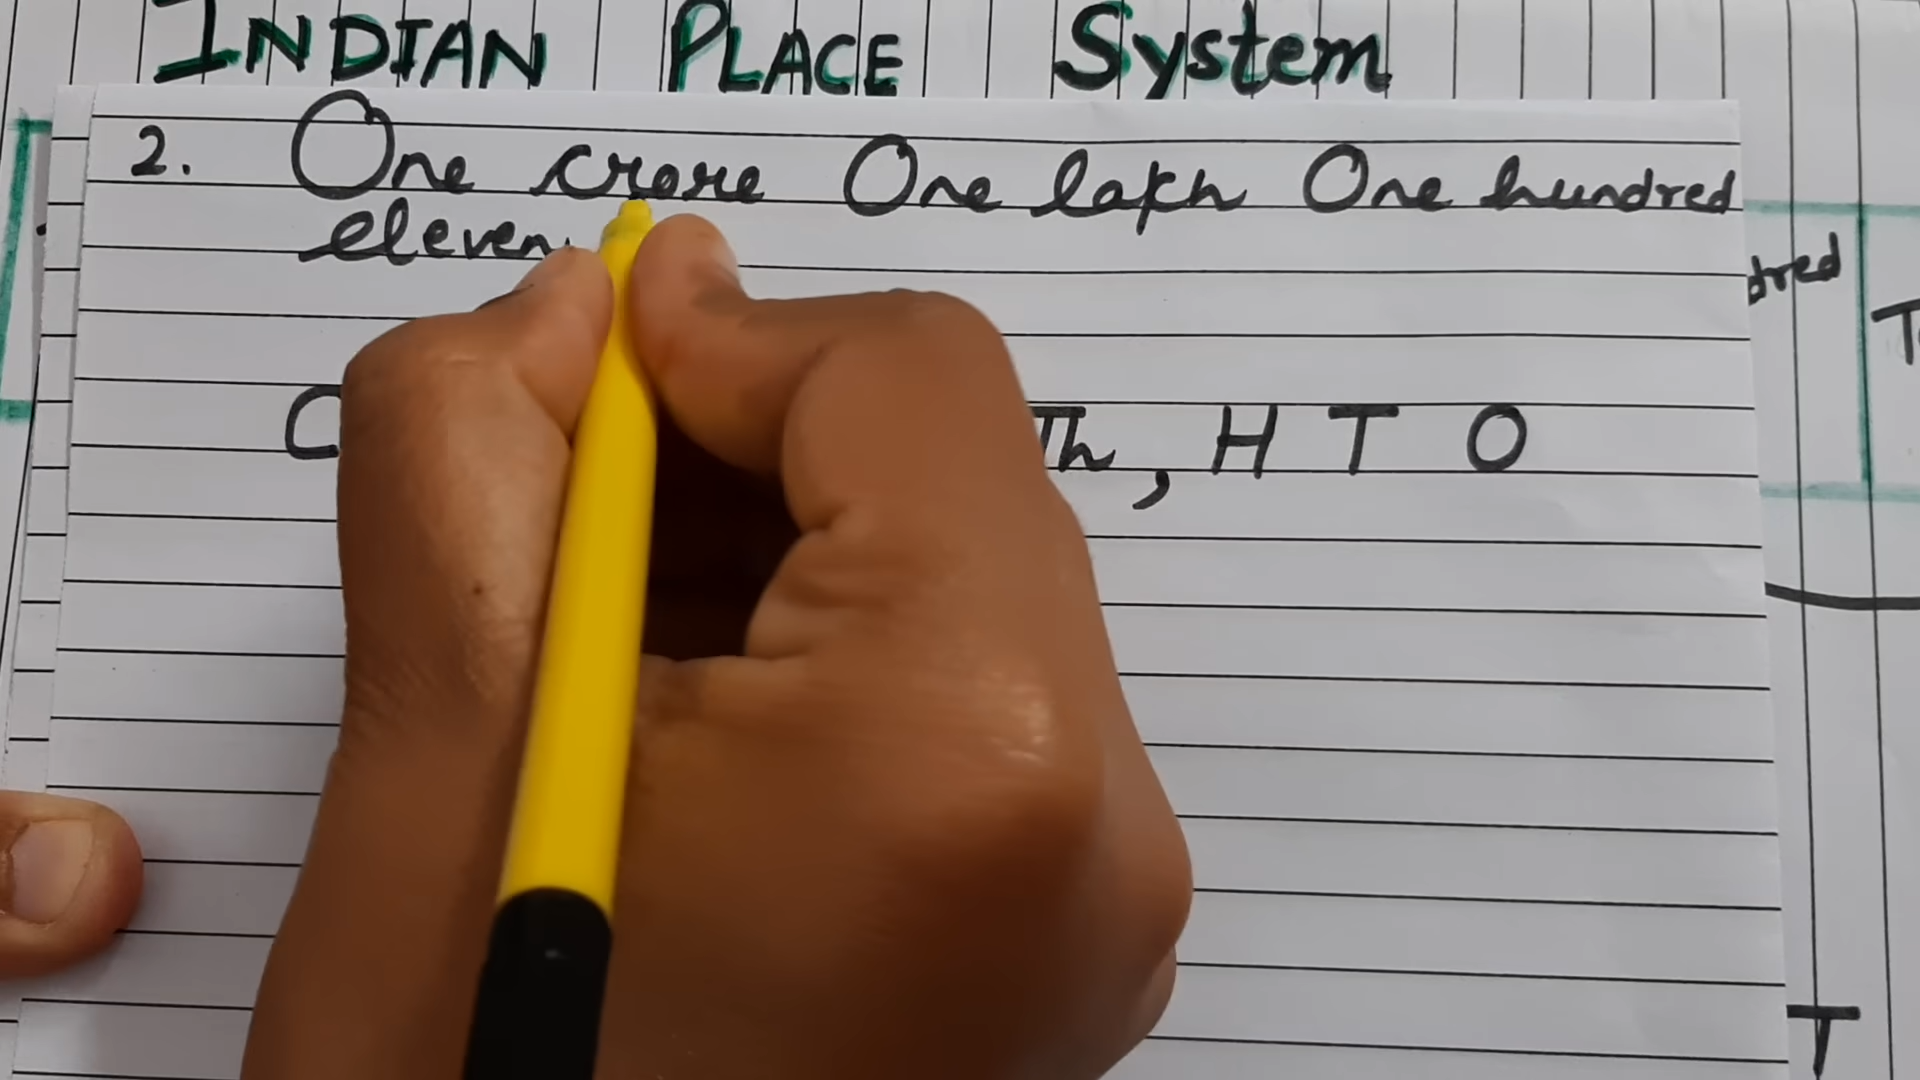 INDIAN PLACE System
2. One crore One lakh One hundred
eleven
dred
C Th, H T O
T